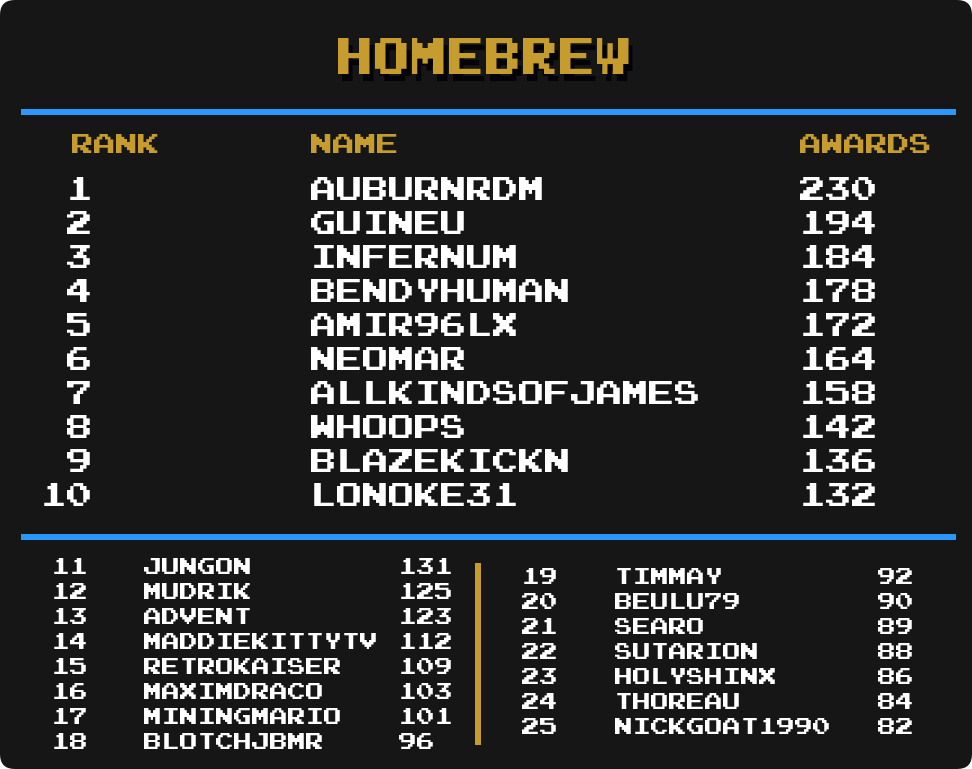 HOMEBREW
RANK NAME AWARDS
1 AUBURNRDM 230
2 GUINEU 194
3 INFERNUM 184
4 BENDYHUMAN 178
5 AMIR96LX 172
6 NEOMAR 164
7 ALLKINDSOFJAMES 158
8 WHOOPS 142
9 BLAZEKICKN 136
10 LONOKE31 132
11 JUNGON 131
12 MUDRIK 125
13 ADVENT 123
14 MADDIEKITTYTV 112
15 RETROKAISER 109
16 MAXIMDRACO 103
17 MININGMARIO 101
18 BLOTCHJBMR 96
19 TIMMAY 92
20 BEULU79 90
21 SEARO 89
22 SUTARION 88
23 HOLYSHINX 86
24 THOREAU 84
25 NICKGOAT1990 82